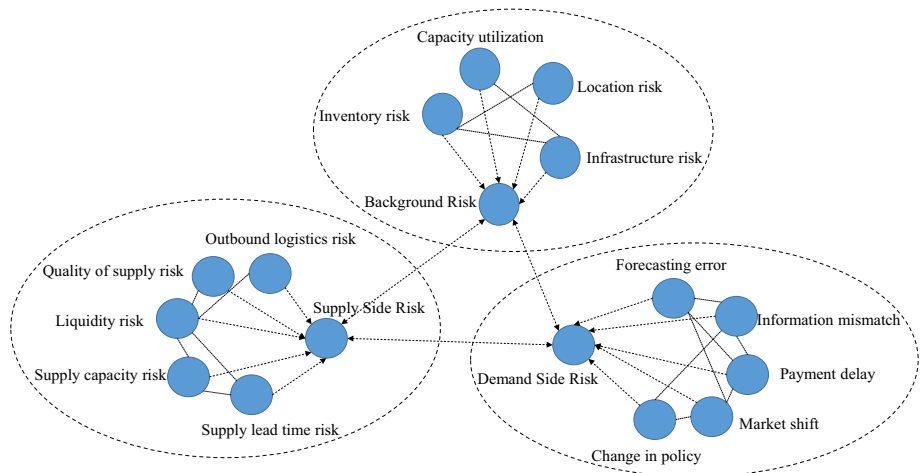 Capacity utilization
Location risk
Inventory risk
Infrastructure risk
Background Risk
Outbound logistics risk
Quality of supply risk
Liquidity risk
Supply Side Risk
Supply capacity risk
Supply lead time risk
Forecasting error
Information mismatch
Demand Side Risk
Payment delay
Market shift
Change in policy